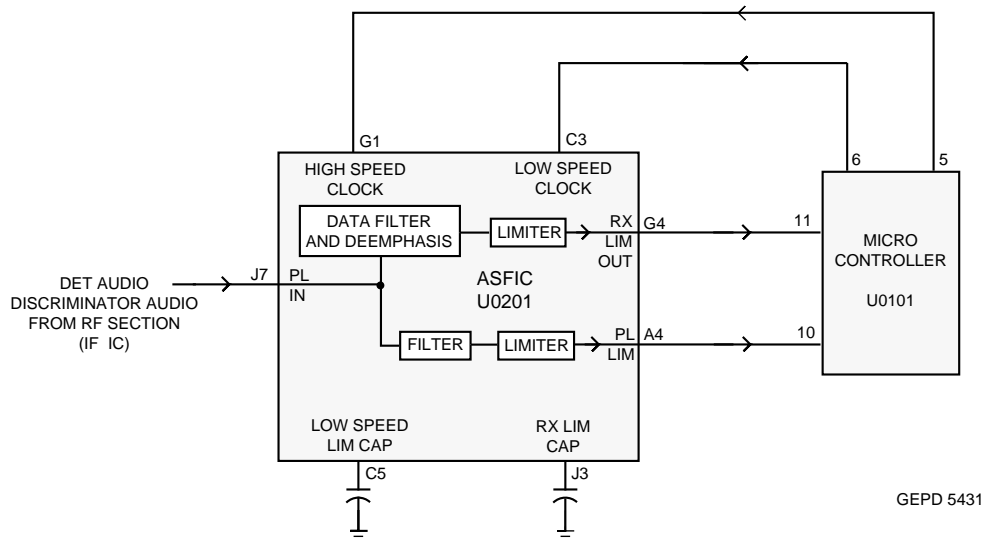 G1
C3
6
5
HIGH SPEED
CLOCK
LOW SPEED
CLOCK
DATA FILTER
AND DEEMPHASIS
LIMITER
RX
LIM
OUT
G4
11
MICRO
CONTROLLER
U0101
J7
PL
IN
ASFIC
U0201
DET AUDIO
DISCRIMINATOR AUDIO
FROM RF SECTION
(IF IC)
FILTER
LIMITER
PL
LIM
A4
10
LOW SPEED
LIM CAP
RX LIM
CAP
C5
J3
GEPD 5431